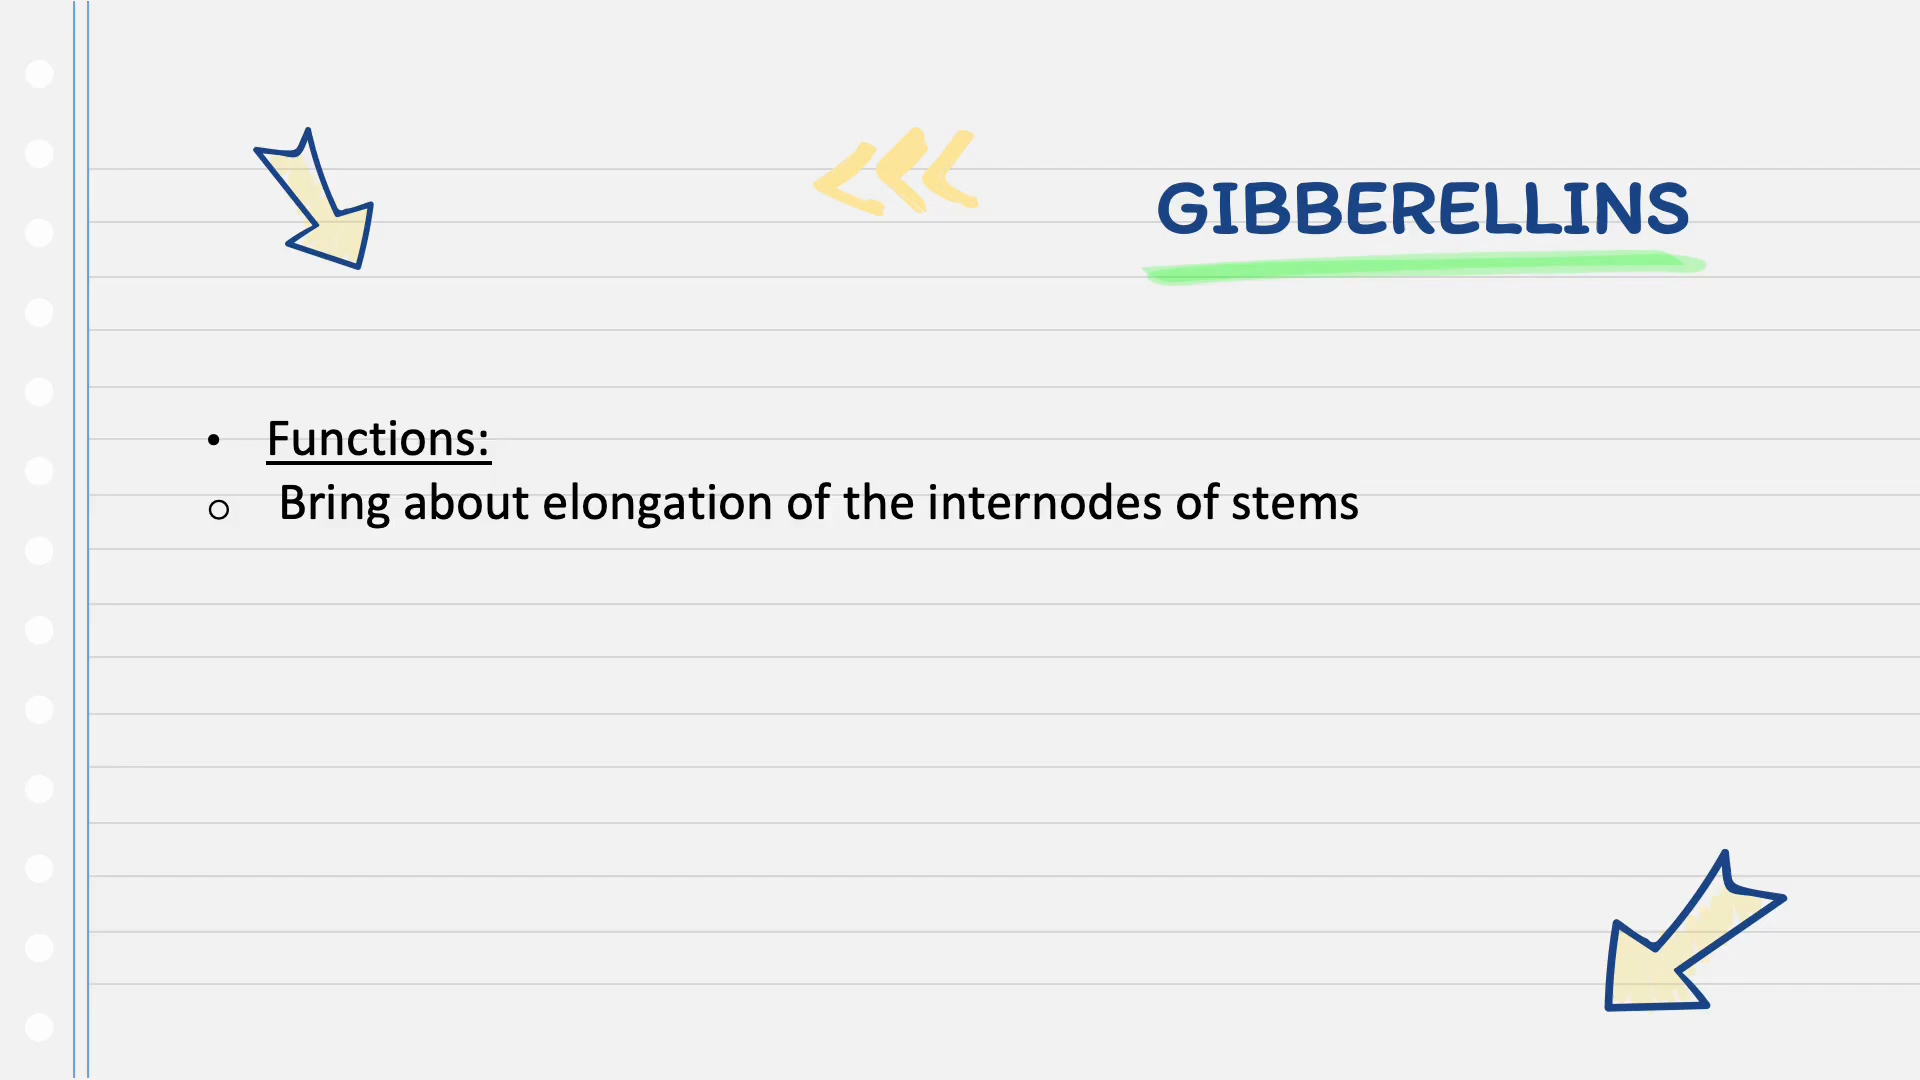 GIBBERELLINS
• Functions:
o Bring about elongation of the internodes of stems